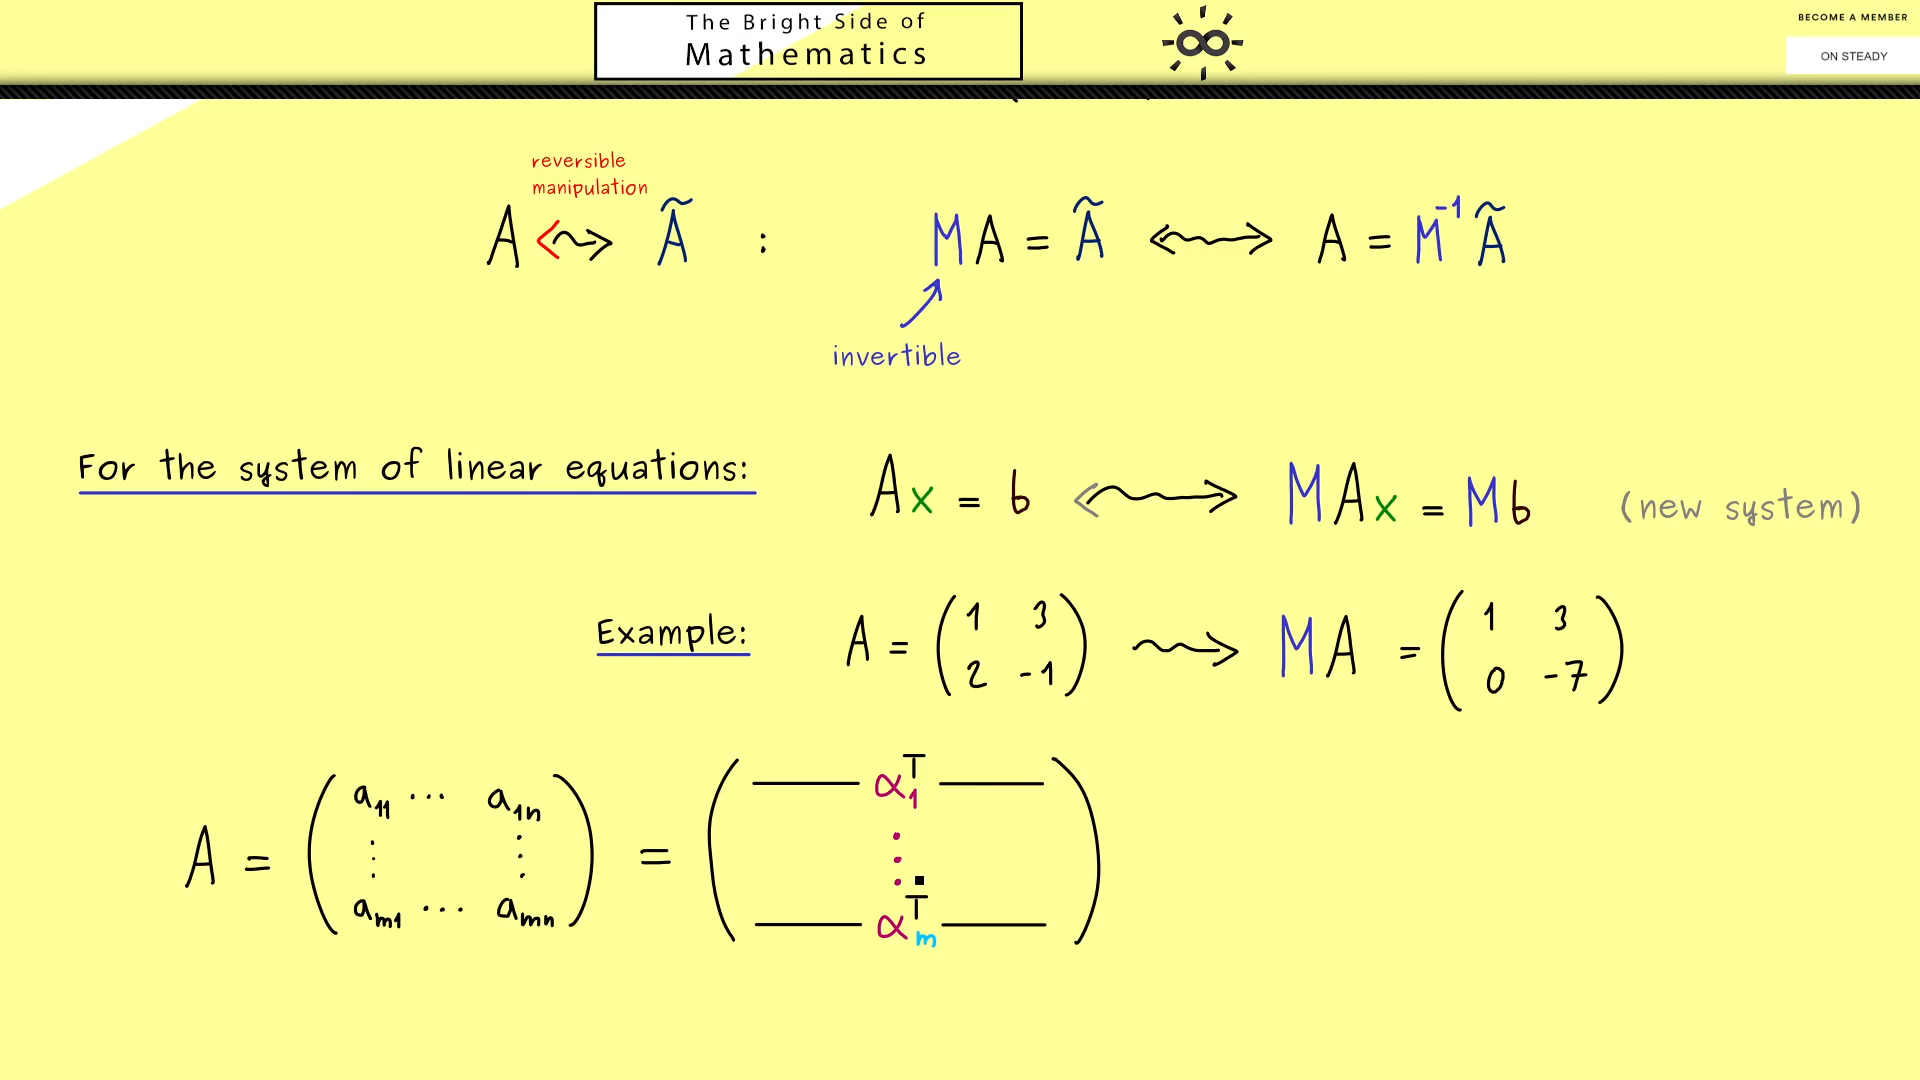 The Bright Side of
Mathematics
BECOME A MEMBER
ON STEADY
reversible
manipulation
A ⇝ Ã : MA = Ã ⟷ A = M⁻¹Ã
invertible
For the system of linear equations: Ax = b ⟷ MAx = Mb (new system)
Example: A = ( 1 3 ; 2 -1 ) ⇝ MA = ( 1 3 ; 0 -7 )
A = ( a₁₁ ⋯ a₁ₙ ; ⋮ ⋮ ; aₘ₁ ⋯ aₘₙ ) = ( — α₁ᵀ — ; ⋮ ; — αₘᵀ — )